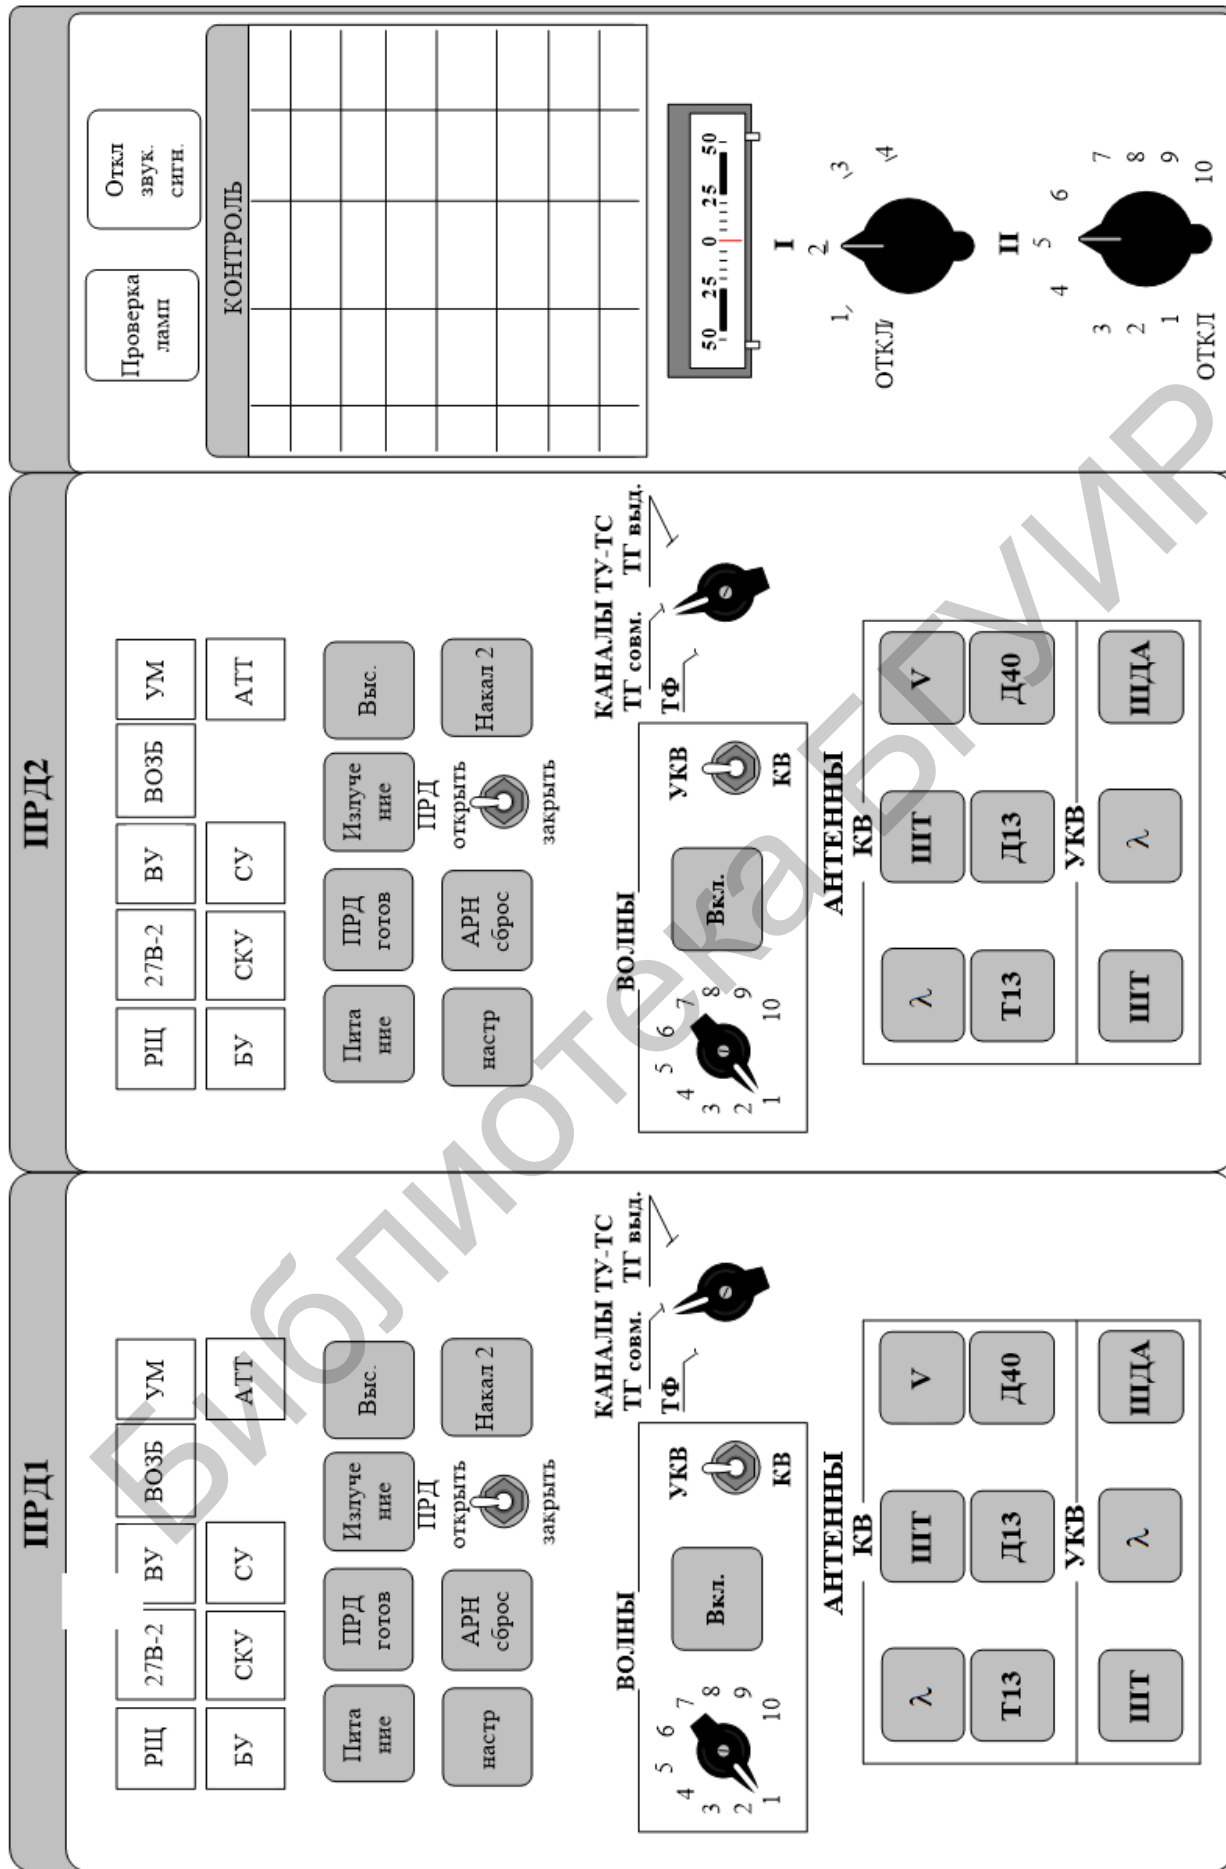 ПРД1
РЩ 27В-2 ВУ ВОЗБ УМ
БУ СКУ СУ АТТ
Пита
ние
ПРД
готов
Излуче
ние
Выс.
настр
АРН
сброс
ПРД
открыть
закрыть
Накал 2
ВОЛНЫ
1 2 3 4 5 6 7 8 9 10
Вкл.
УКВ
КВ
КАНАЛЫ ТУ-ТС
ТГ совм. ТГ выд.
ТФ
АНТЕННЫ
КВ
λ ШТ V
Т13 Д13 Д40
УКВ
ШТ λ ШДА
ПРД2
РЩ 27В-2 ВУ ВОЗБ УМ
БУ СКУ СУ АТТ
Пита
ние
ПРД
готов
Излуче
ние
Выс.
настр
АРН
сброс
ПРД
открыть
закрыть
Накал 2
ВОЛНЫ
1 2 3 4 5 6 7 8 9 10
Вкл.
УКВ
КВ
КАНАЛЫ ТУ-ТС
ТГ совм. ТГ выд.
ТФ
АНТЕННЫ
КВ
λ ШТ V
Т13 Д13 Д40
УКВ
ШТ λ ШДА
Проверка
ламп
Откл
звук.
сигн.
КОНТРОЛЬ
50 25 0 25 50
I
ОТКЛ 1 2 3 4
II
ОТКЛ 1 2 3 4 5 6 7 8 9 10
Библиотека БГУИР